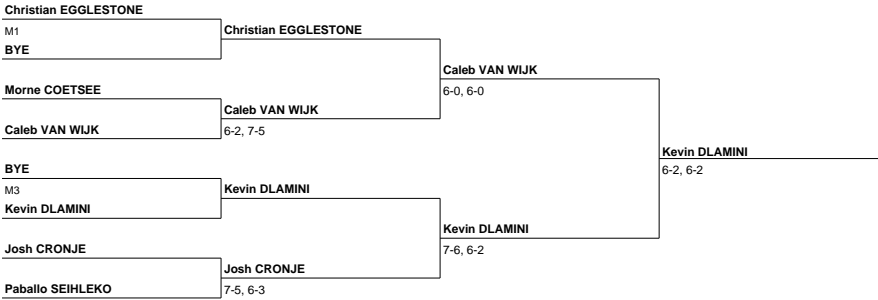 Christian EGGLESTONE
M1
BYE
Christian EGGLESTONE
Morne COETSEE
Caleb VAN WIJK
Caleb VAN WIJK
6-2, 7-5
Caleb VAN WIJK
6-0, 6-0
BYE
M3
Kevin DLAMINI
Kevin DLAMINI
Josh CRONJE
Paballo SEIHLEKO
Josh CRONJE
7-5, 6-3
Kevin DLAMINI
7-6, 6-2
Kevin DLAMINI
6-2, 6-2